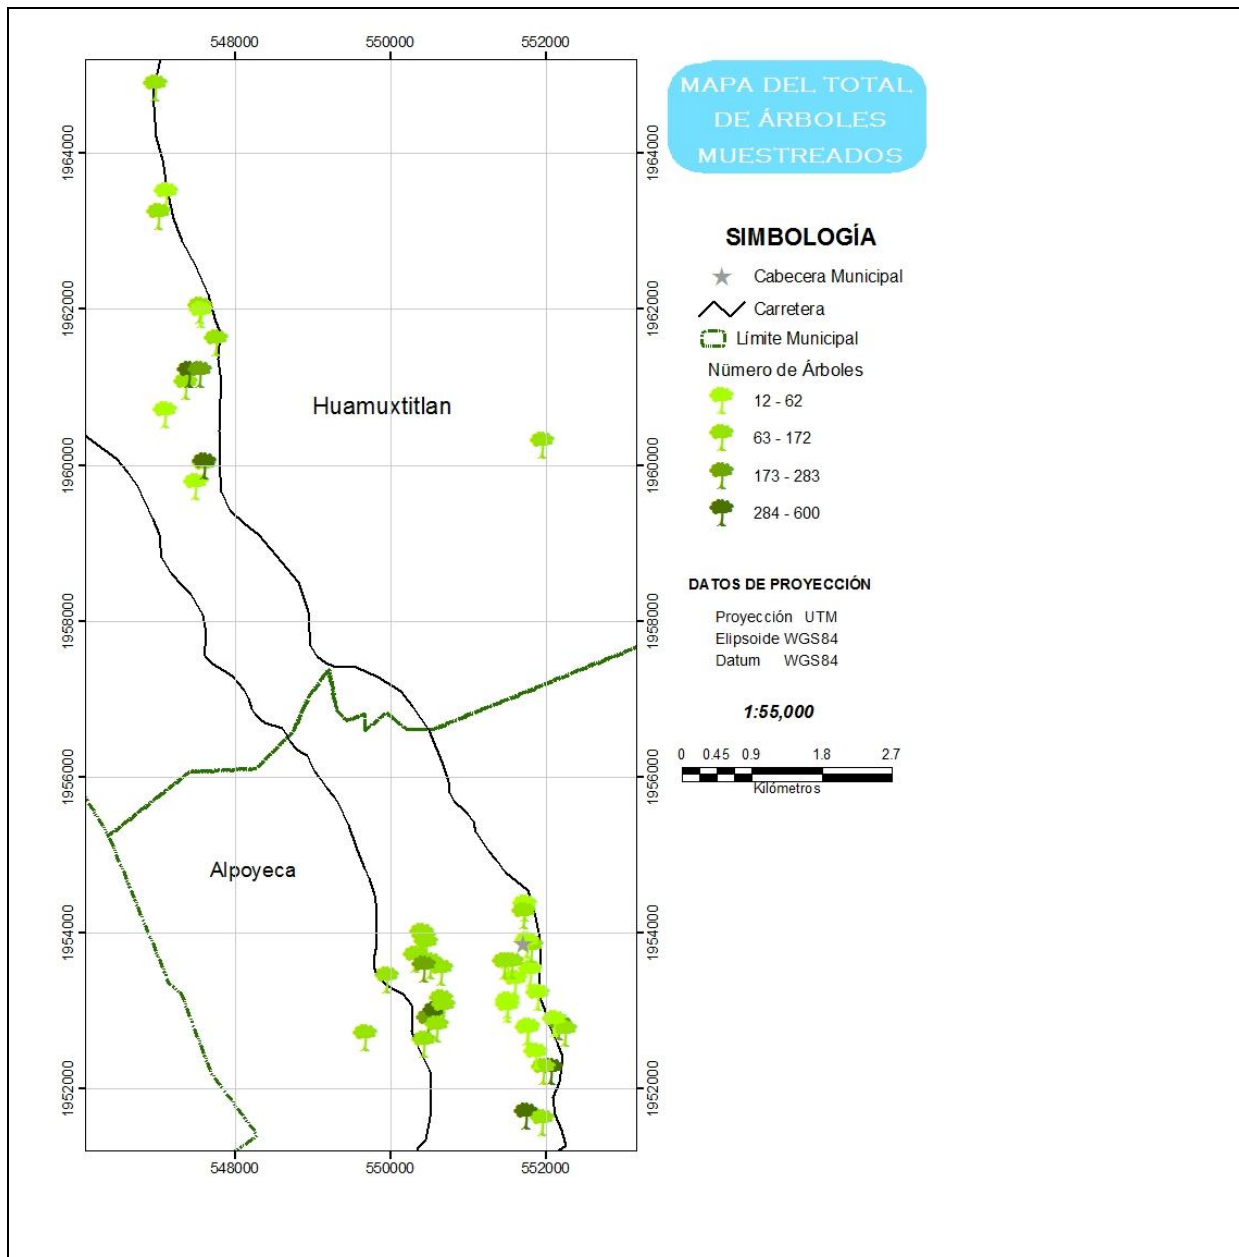 548000 550000 552000
MAPA DEL TOTAL
DE ÁRBOLES
MUESTREADOS
1964000 1964000
SIMBOLOGÍA
Cabecera Municipal
Carretera
1962000 1962000
Límite Municipal
Número de Árboles
12 - 62
Huamuxtitlan
63 - 172
1960000 1960000
173 - 283
284 - 600
DATOS DE PROYECCIÓN
1958000 1958000
Proyección UTM
Elipsoide WGS84
Datum WGS84
1:55,000
0 0.45 0.9 1.8 2.7
1956000 1956000
Kilómetros
Alpoyeca
1954000 1954000
1952000 1952000
548000 550000 552000